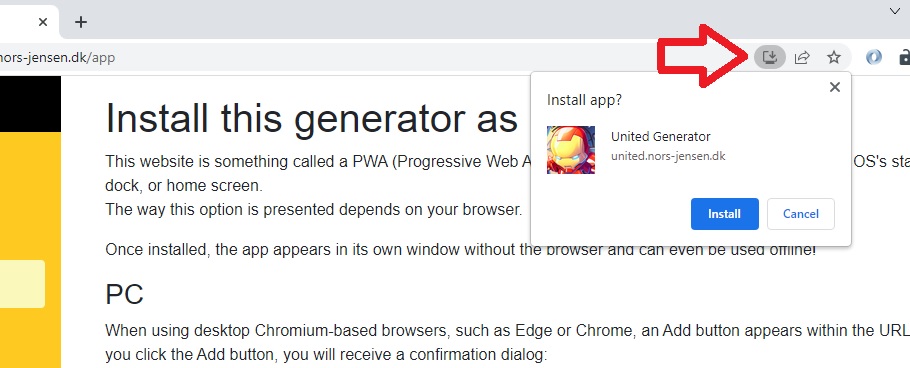 nors-jensen.dk/app
Install app?
United Generator
united.nors-jensen.dk
Install
Cancel
Install this generator as
This website is something called a PWA (Progressive Web A
OS's sta
dock, or home screen.
The way this option is presented depends on your browser.
Once installed, the app appears in its own window without the browser and can even be used offline!
PC
When using desktop Chromium-based browsers, such as Edge or Chrome, an Add button appears within the URL
you click the Add button, you will receive a confirmation dialog: